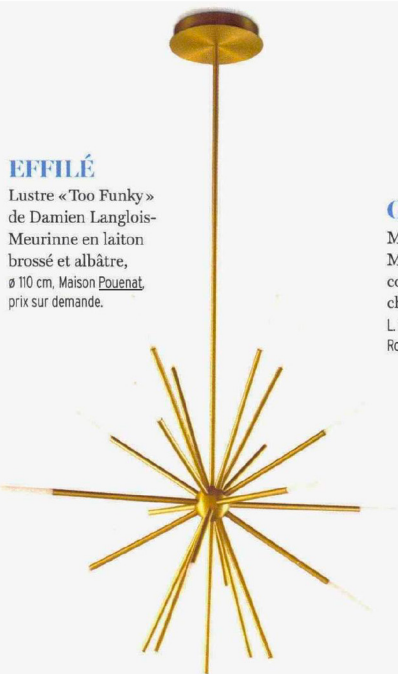 EFFILÉ
Lustre « Too Funky »
de Damien Langlois-
Meurinne en laiton
brossé et albâtre,
ø 110 cm, Maison Pouenat,
prix sur demande.
L.